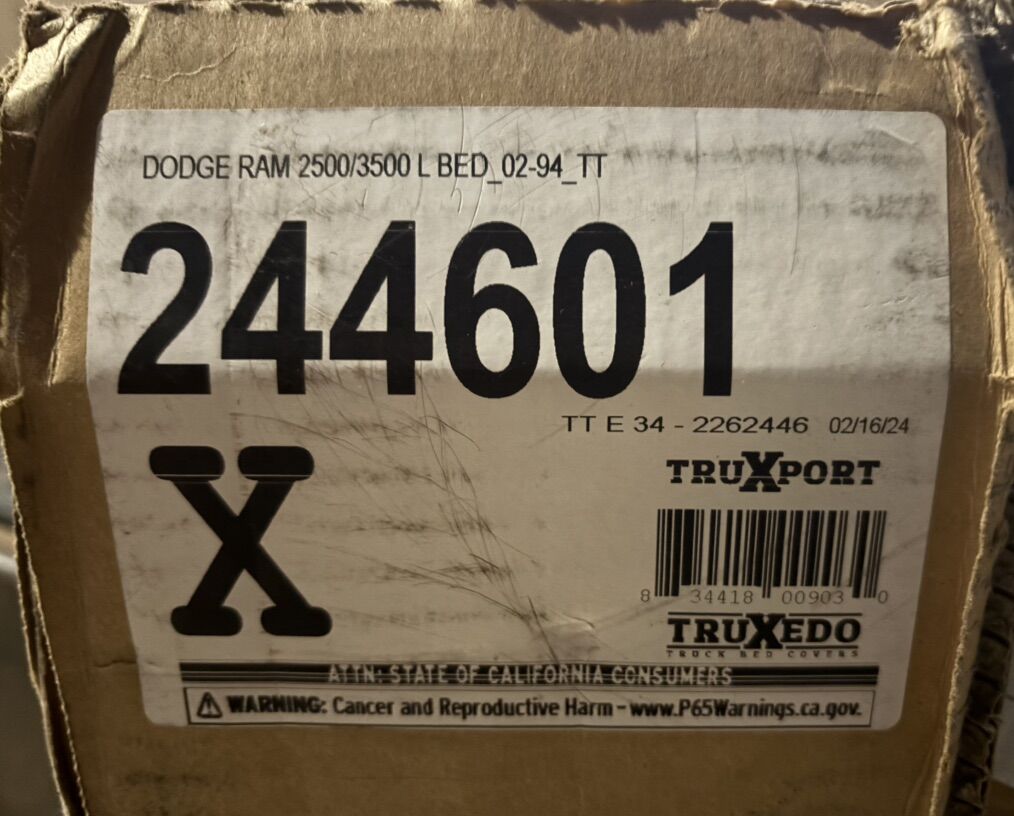 DODGE RAM 2500/3500 L BED_02-94_TT
244601
TT E 34 - 2262446 02/16/24
X
TRUXPORT
8 34418 00903 0
TRUXEDO
TRUCK BED COVERS
ATTN: STATE OF CALIFORNIA CONSUMERS
WARNING: Cancer and Reproductive Harm - www.P65Warnings.ca.gov.